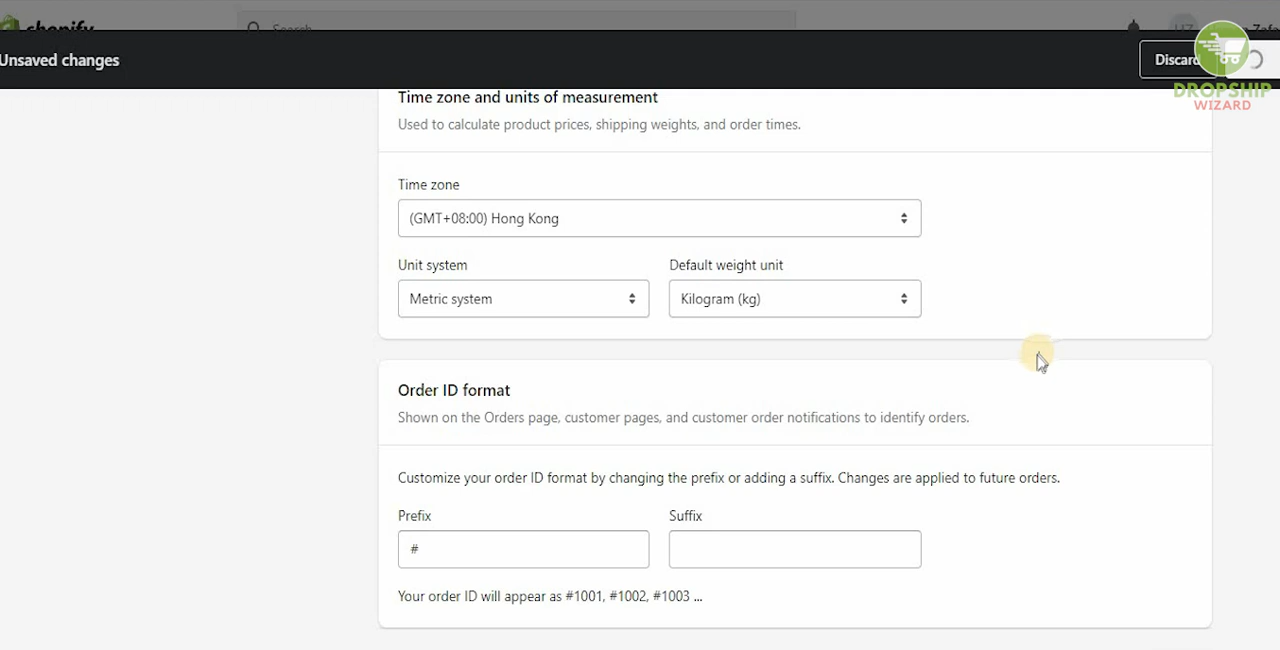 shopify
Search
Unsaved changes
Discard
DROPSHIP
WIZARD
Time zone and units of measurement
Used to calculate product prices, shipping weights, and order times.
Time zone
(GMT+08:00) Hong Kong
Unit system
Default weight unit
Metric system
Kilogram (kg)
Order ID format
Shown on the Orders page, customer pages, and customer order notifications to identify orders.
Customize your order ID format by changing the prefix or adding a suffix. Changes are applied to future orders.
Prefix
Suffix
#
Your order ID will appear as #1001, #1002, #1003 ...